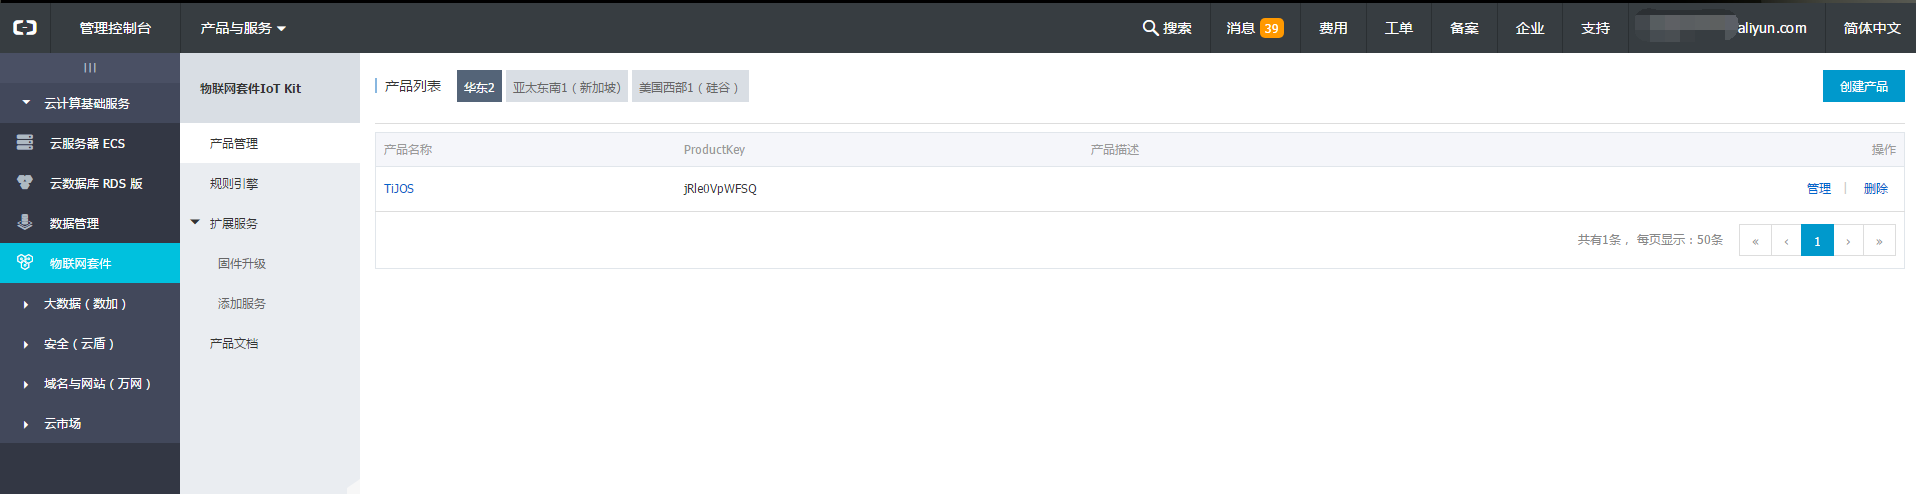 管理控制台 产品与服务 搜索 消息 39 费用 工单 备案 企业 支持 aliyun.com 简体中文
云计算基础服务
云服务器 ECS
云数据库 RDS 版
数据管理
物联网套件
大数据（数加）
安全（云盾）
域名与网站（万网）
云市场
物联网套件IoT Kit
产品管理
规则引擎
扩展服务
固件升级
添加服务
产品文档
产品列表 华东2 亚太东南1（新加坡） 美国西部1（硅谷） 创建产品
产品名称 ProductKey 产品描述 操作
TiJOS jRle0VpWFSQ 管理 | 删除
共有1条， 每页显示：50条 « ‹ 1 › »